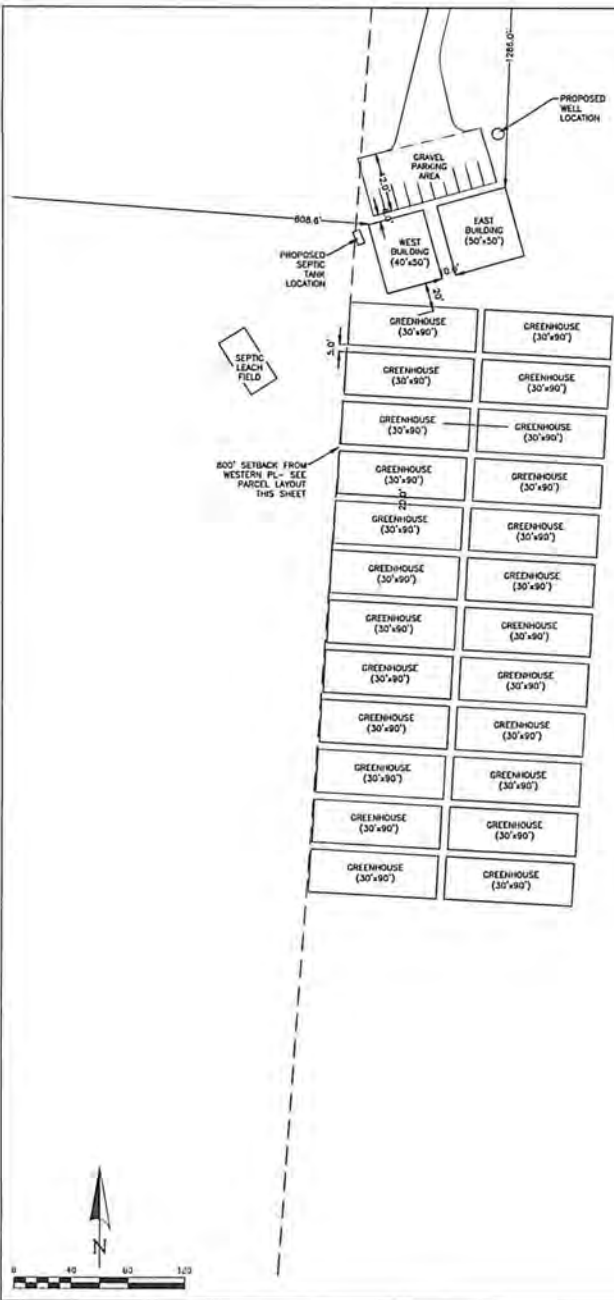 1286.0'
PROPOSED
WELL
LOCATION
GRAVEL
PARKING
AREA
42.0'
608.6'
EAST
BUILDING
(50'x50')
WEST
BUILDING
(40'x50')
PROPOSED
SEPTIC
TANK
LOCATION
20'
GREENHOUSE
(30'x90')
GREENHOUSE
(30'x90')
5.0'
SEPTIC
LEACH
FIELD
GREENHOUSE
(30'x90')
GREENHOUSE
(30'x90')
GREENHOUSE
(30'x90')
GREENHOUSE
(30'x90')
600' SETBACK FROM
WESTERN PL- SEE
PARCEL LAYOUT
THIS SHEET
GREENHOUSE
(30'x90')
GREENHOUSE
(30'x90')
20.0'
GREENHOUSE
(30'x90')
GREENHOUSE
(30'x90')
GREENHOUSE
(30'x90')
GREENHOUSE
(30'x90')
GREENHOUSE
(30'x90')
GREENHOUSE
(30'x90')
GREENHOUSE
(30'x90')
GREENHOUSE
(30'x90')
GREENHOUSE
(30'x90')
GREENHOUSE
(30'x90')
GREENHOUSE
(30'x90')
GREENHOUSE
(30'x90')
GREENHOUSE
(30'x90')
GREENHOUSE
(30'x90')
GREENHOUSE
(30'x90')
GREENHOUSE
(30'x90')
N
0 40 80 120